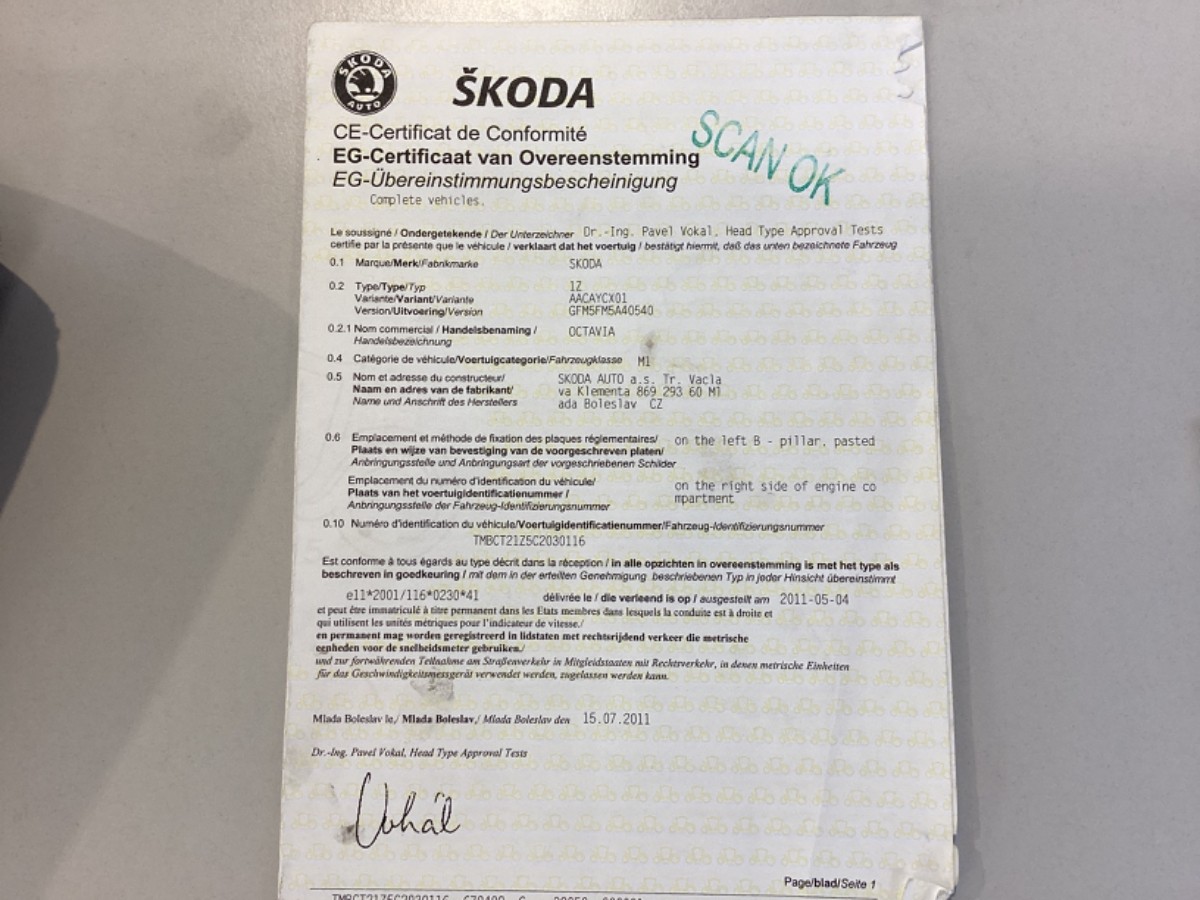 ŠKODA
AUTO
ŠKODA
SCAN OK
CE-Certificat de Conformité
EG-Certificaat van Overeenstemming
EG-Übereinstimmungsbescheinigung
Complete vehicles.
Le soussigné / Ondergetekende / Der Unterzeichner Dr.-Ing. Pavel Vokal, Head Type Approval Tests
certifie par la présente que le véhicule / verklaart dat het voertuig / bestätigt hiermit, daß das unten bezeichnete Fahrzeug
0.1 Marque/Merk/Fabrikmarke SKODA
0.2 Type/Type/Typ 1Z
Variante/Variant/Variante AACAYCX01
Version/Uitvoering/Version GFM5FM5A40540
0.2.1 Nom commercial / Handelsbenaming / OCTAVIA
Handelsbezeichnung
0.4 Catégorie de véhicule/Voertuigcategorie/Fahrzeugklasse M1
0.5 Nom et adresse du constructeur/ SKODA AUTO a.s. Tr. Vacla
Naam en adres van de fabrikant/ va Klementa 869 293 60 Ml
Name und Anschrift des Herstellers ada Boleslav CZ
0.6 Emplacement et méthode de fixation des plaques réglementaires/ on the left B - pillar, pasted
Plaats en wijze van bevestiging van de voorgeschreven platen/
Anbringungsstelle und Anbringungsart der vorgeschriebenen Schilder
Emplacement du numéro d'identification du véhicule/ on the right side of engine co
Plaats van het voertuigidentificatienummer / mpartment
Anbringungsstelle der Fahrzeug-Identifizierungsnummer
0.10 Numéro d'identification du véhicule/Voertuigidentificatienummer/Fahrzeug-Identifizierungsnummer
TMBCT21Z5C2030116
Est conforme à tous égards au type décrit dans la réception / in alle opzichten in overeenstemming is met het type als
beschreven in goedkeuring / mit dem in der erteilten Genehmigung beschriebenen Typ in jeder Hinsicht übereinstimmt
e11*2001/116*0230*41 délivrée le / die verleend is op / ausgestellt am 2011-05-04
et peut être immatriculé à titre permanent dans les Etats membres dans lesquels la conduite est à droite et
qui utilisent les unités métriques pour l'indicateur de vitesse./
en permanent mag worden geregistreerd in lidstaten met rechterijdend verkeer die metrische
eenheden voor de snelheidsmeter gebruiken./
und zur fortwährenden Teilnahme am Straßenverkehr in Mitgleidstaaten mit Rechtverkehr, in denen metrische Einheiten
für das Geschwindigkeitsmessgerät verwendet werden, zugelassen werden kann.
Mlada Boleslav le,/ Mlada Boleslav,/ Mlada Boleslav den 15.07.2011
Dr.-Ing. Pavel Vokal, Head Type Approval Tests
Vokál
Page/blad/Seite 1